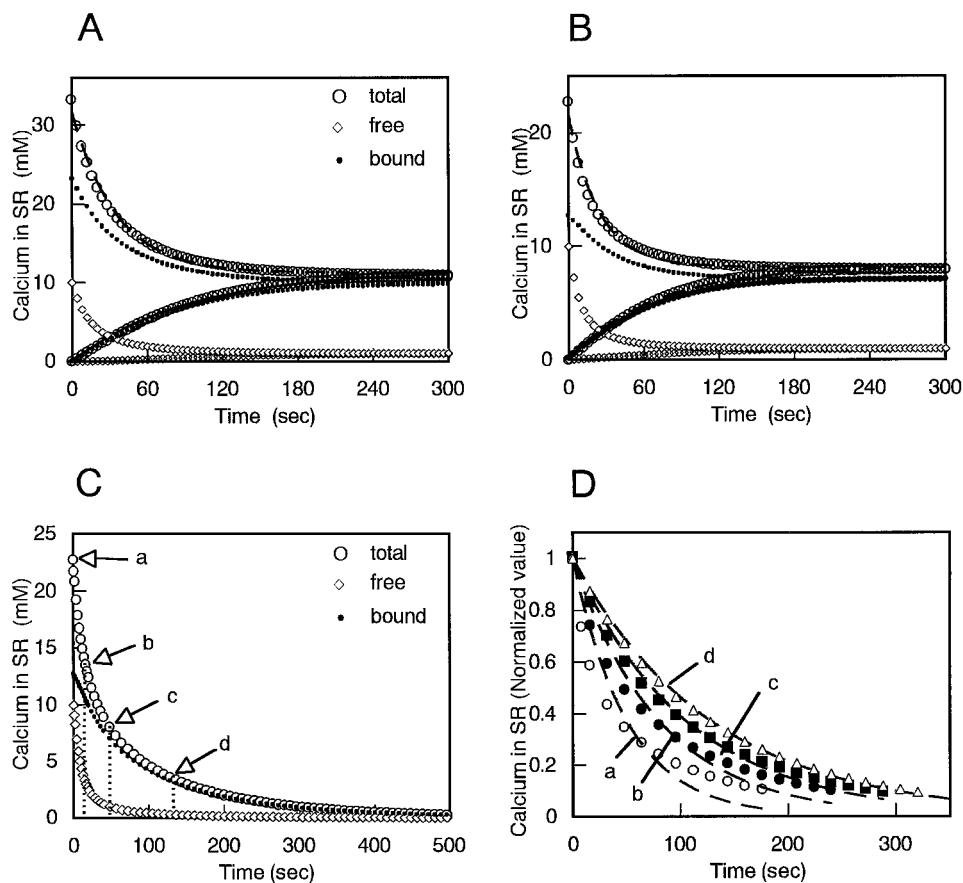 A
Calcium in SR (mM)
30
20
10
0
total
free
bound
0 60 120 180 240 300
Time (sec)
B
Calcium in SR (mM)
20
10
0
0 60 120 180 240 300
Time (sec)
C
Calcium in SR (mM)
25
20
15
10
5
0
a
b
c
d
total
free
bound
0 100 200 300 400 500
Time (sec)
D
Calcium in SR (Normalized value)
1
0.8
0.6
0.4
0.2
0
d
c
a
b
0 100 200 300
Time (sec)